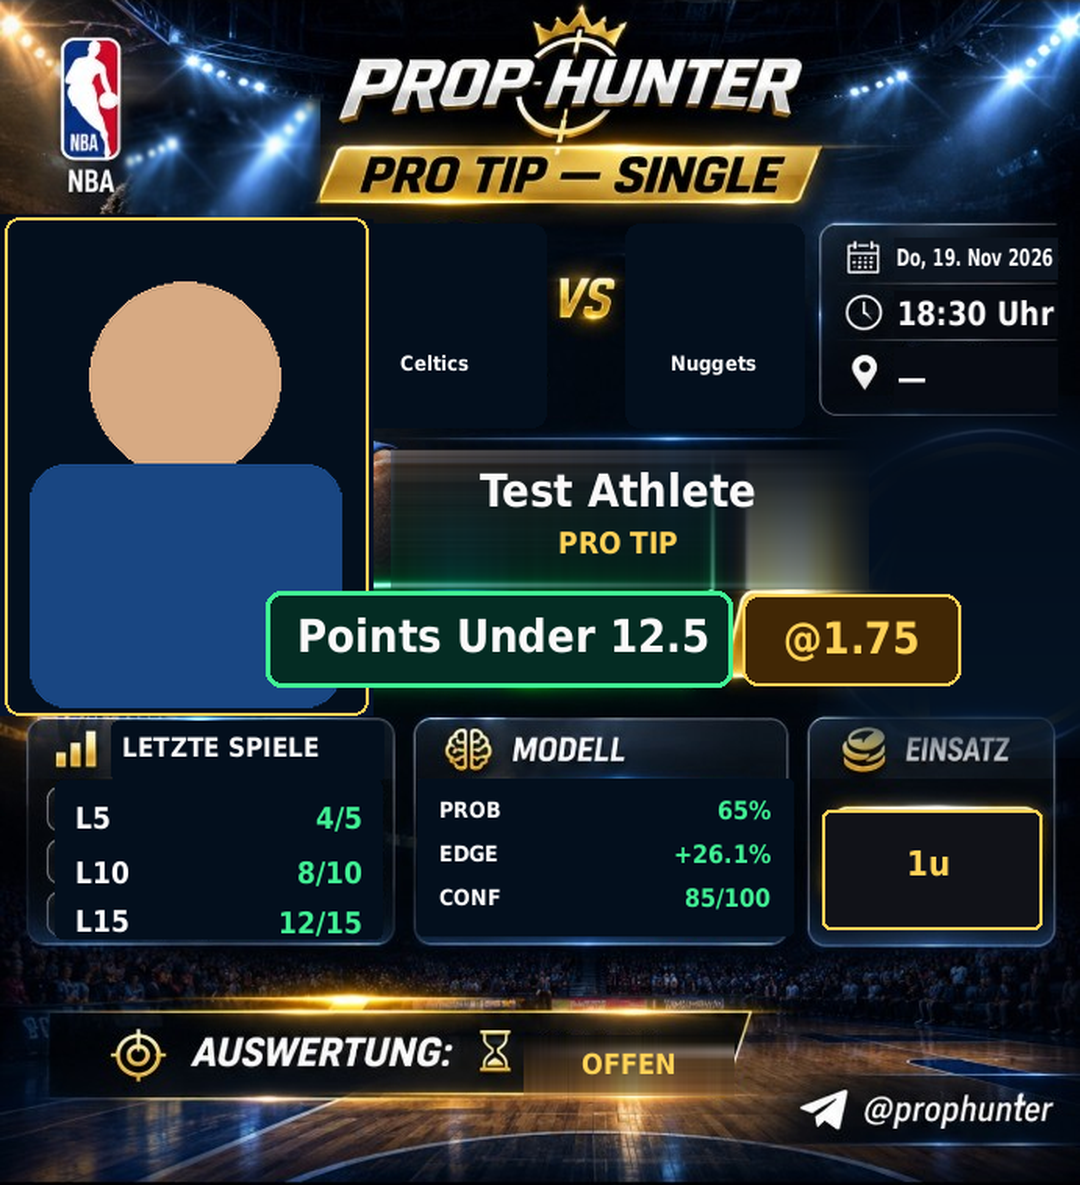 NBA
NBA
PROP HUNTER
PRO TIP — SINGLE
Celtics
VS
Nuggets
Do, 19. Nov 2026
18:30 Uhr
—
Test Athlete
PRO TIP
Points Under 12.5
@1.75
LETZTE SPIELE
L5 4/5
L10 8/10
L15 12/15
MODELL
PROB 65%
EDGE +26.1%
CONF 85/100
EINSATZ
1u
AUSWERTUNG:
OFFEN
@prophunter